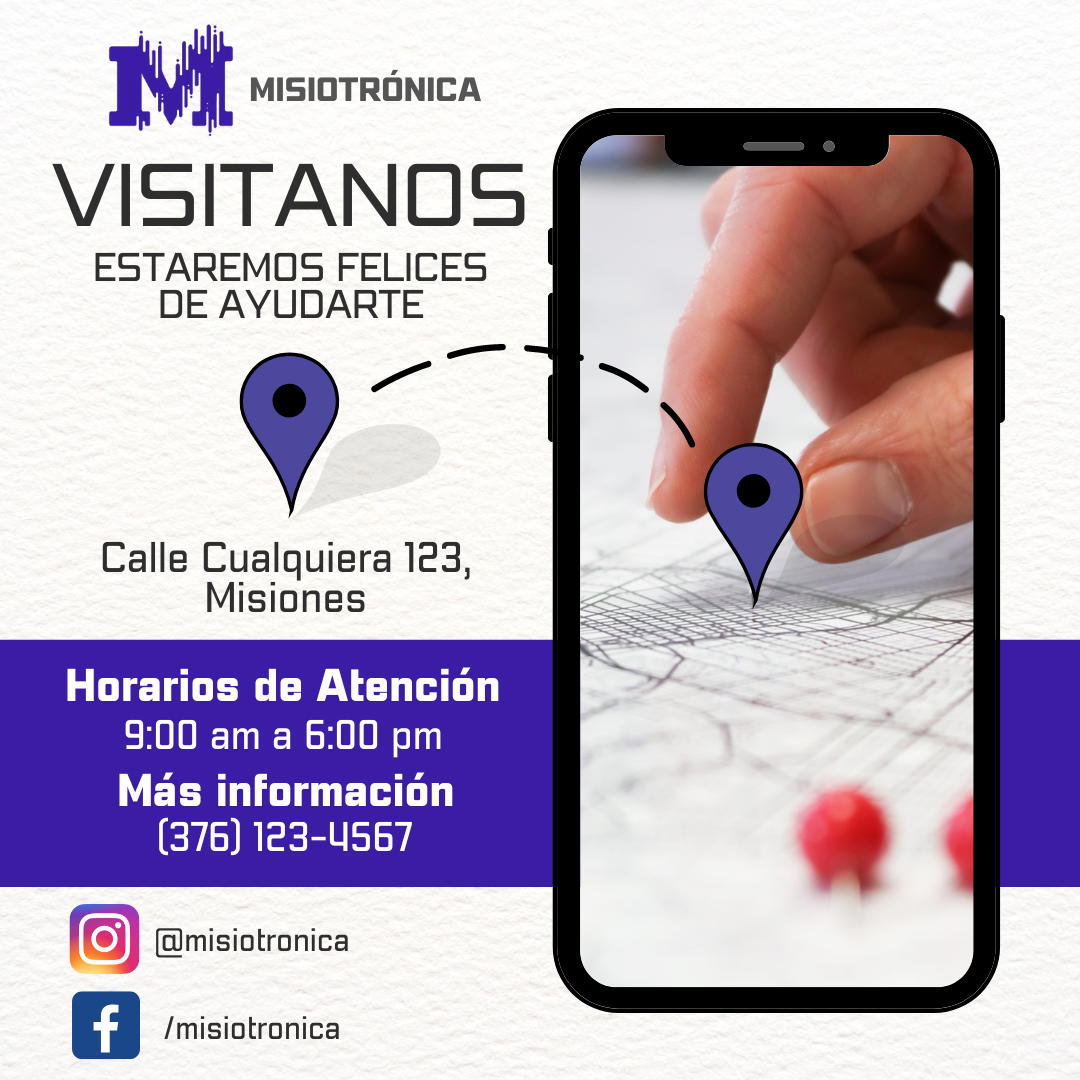 M MISIOTRÓNICA
VISITANOS
ESTAREMOS FELICES
DE AYUDARTE
Calle Cualquiera 123,
Misiones
Horarios de Atención
9:00 am a 6:00 pm
Más información
(376) 123-4567
@misiotronica
/misiotronica